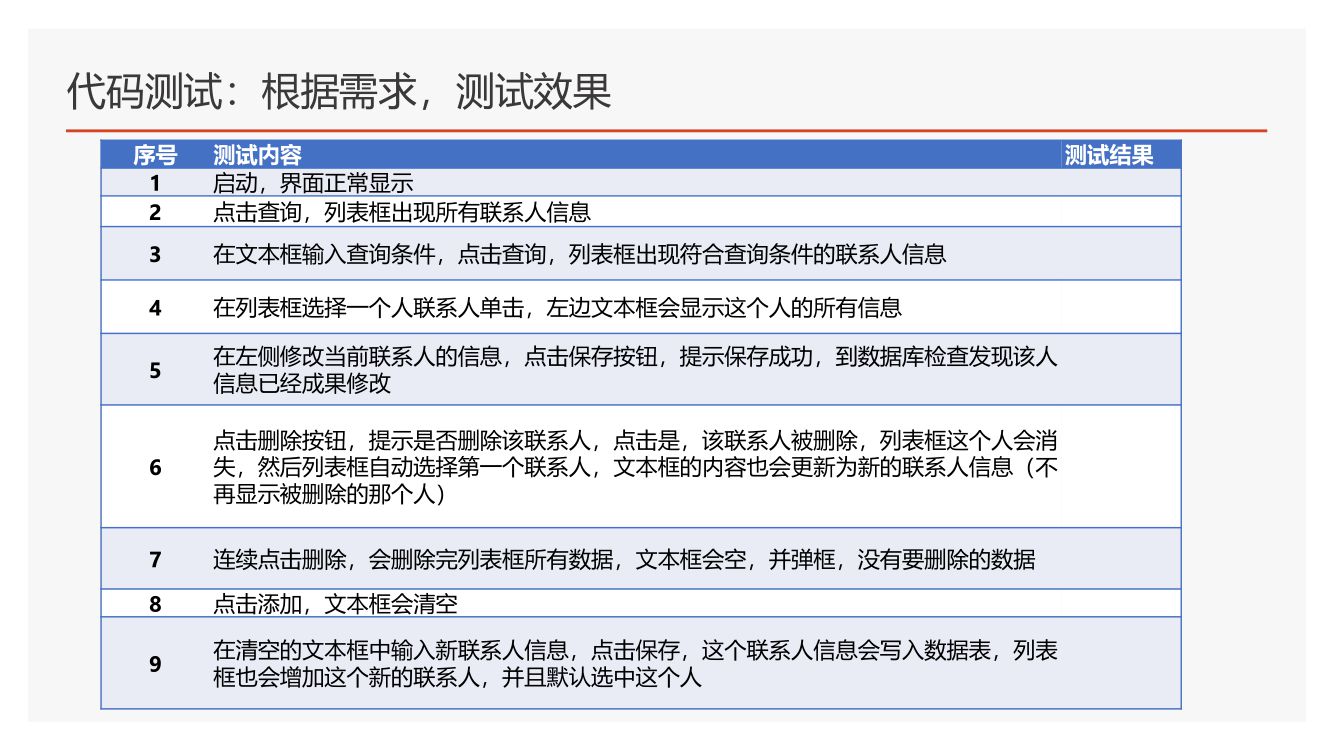 代码测试：根据需求，测试效果
序号 测试内容 测试结果
1 启动，界面正常显示
2 点击查询，列表框出现所有联系人信息
3 在文本框输入查询条件，点击查询，列表框出现符合查询条件的联系人信息
4 在列表框选择一个人联系人单击，左边文本框会显示这个人的所有信息
5 在左侧修改当前联系人的信息，点击保存按钮，提示保存成功，到数据库检查发现该人
信息已经成果修改
6 点击删除按钮，提示是否删除该联系人，点击是，该联系人被删除，列表框这个人会消
失，然后列表框自动选择第一个联系人，文本框的内容也会更新为新的联系人信息（不
再显示被删除的那个人）
7 连续点击删除，会删除完列表框所有数据，文本框会空，并弹框，没有要删除的数据
8 点击添加，文本框会清空
9 在清空的文本框中输入新联系人信息，点击保存，这个联系人信息会写入数据表，列表
框也会增加这个新的联系人，并且默认选中这个人